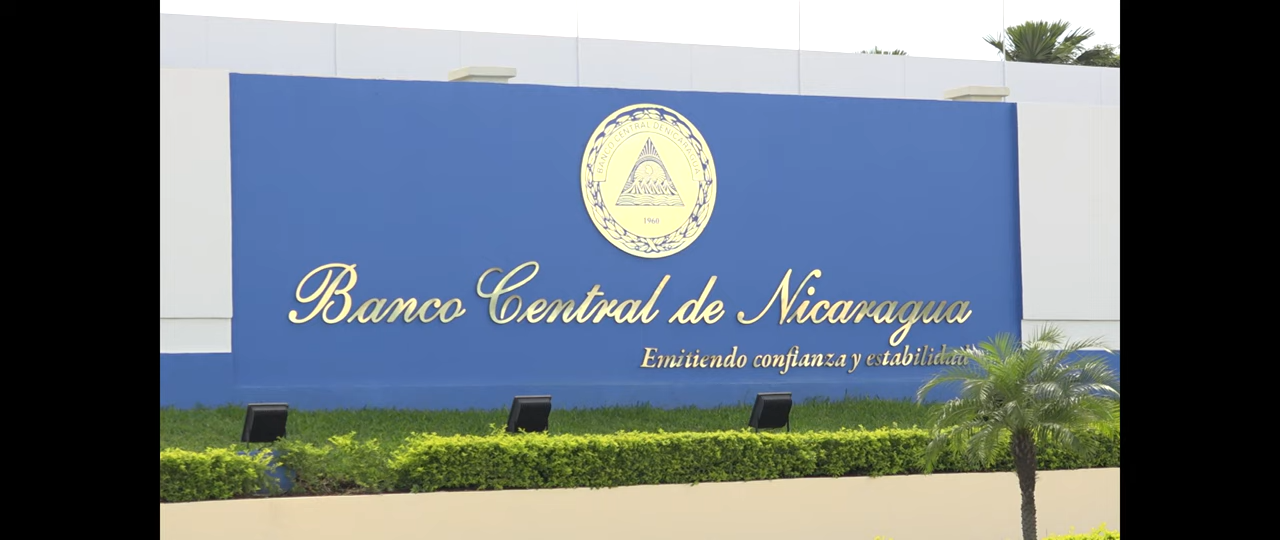 BANCO CENTRAL DE NICARAGUA
1960
Banco Central de Nicaragua
Emitiendo confianza y estabilidad